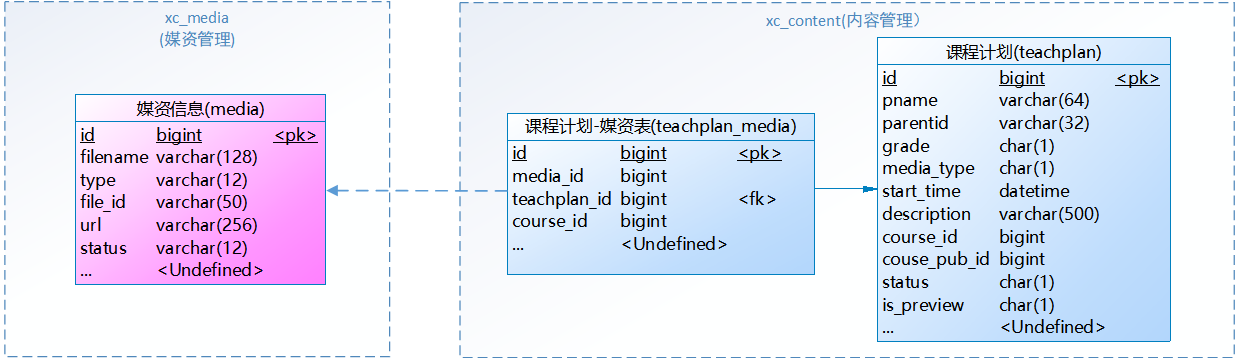 xc_media
(媒资管理)
媒资信息(media)
id bigint <pk>
filename varchar(128)
type varchar(12)
file_id varchar(50)
url varchar(256)
status varchar(12)
... <Undefined>
xc_content(内容管理)
课程计划-媒资表(teachplan_media)
id bigint <pk>
media_id bigint
teachplan_id bigint <fk>
course_id bigint
... <Undefined>
课程计划(teachplan)
id bigint <pk>
pname varchar(64)
parentid varchar(32)
grade char(1)
media_type char(1)
start_time datetime
description varchar(500)
course_id bigint
couse_pub_id bigint
status char(1)
is_preview char(1)
... <Undefined>